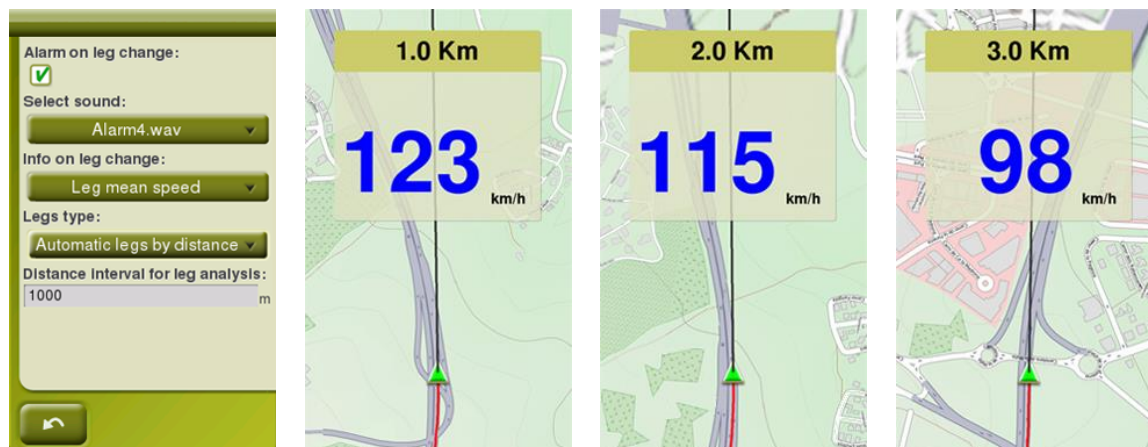 Alarm on leg change:
Select sound:
Alarm4.wav
Info on leg change:
Leg mean speed
Legs type:
Automatic legs by distance
Distance interval for leg analysis:
1000
m
1.0 Km
123
km/h
2.0 Km
115
km/h
3.0 Km
98
km/h